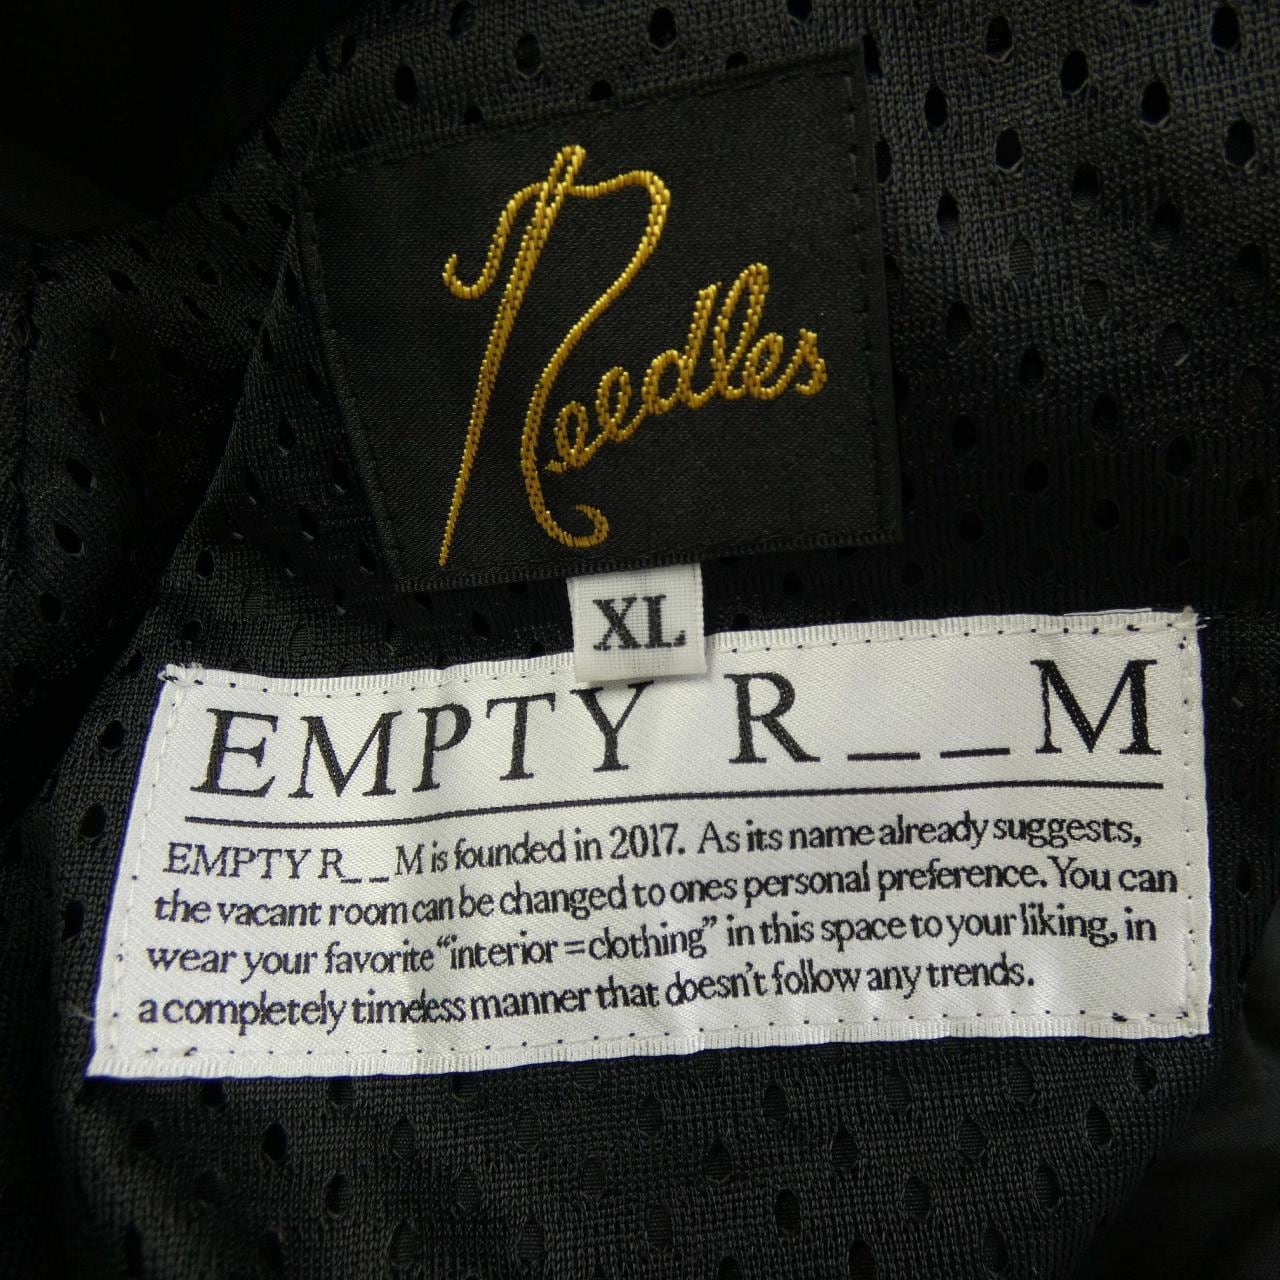 Needles
XL
EMPTY R__M
EMPTY R__M is founded in 2017. As its name already suggests,
the vacant room can be changed to ones personal preference. You can
wear your favorite “interior = clothing” in this space to your liking, in
a completely timeless manner that doesn't follow any trends.